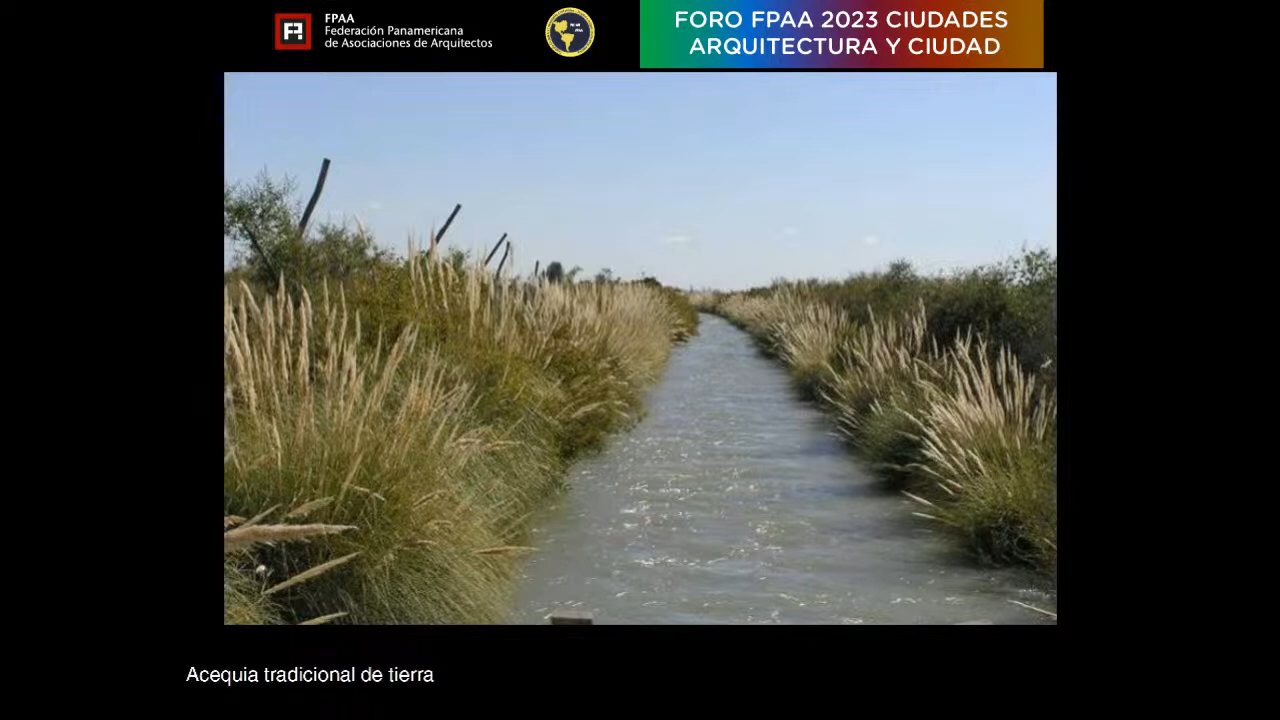 FPAA
Federación Panamericana
de Asociaciones de Arquitectos
FORO FPAA 2023 CIUDADES
ARQUITECTURA Y CIUDAD
Acequia tradicional de tierra